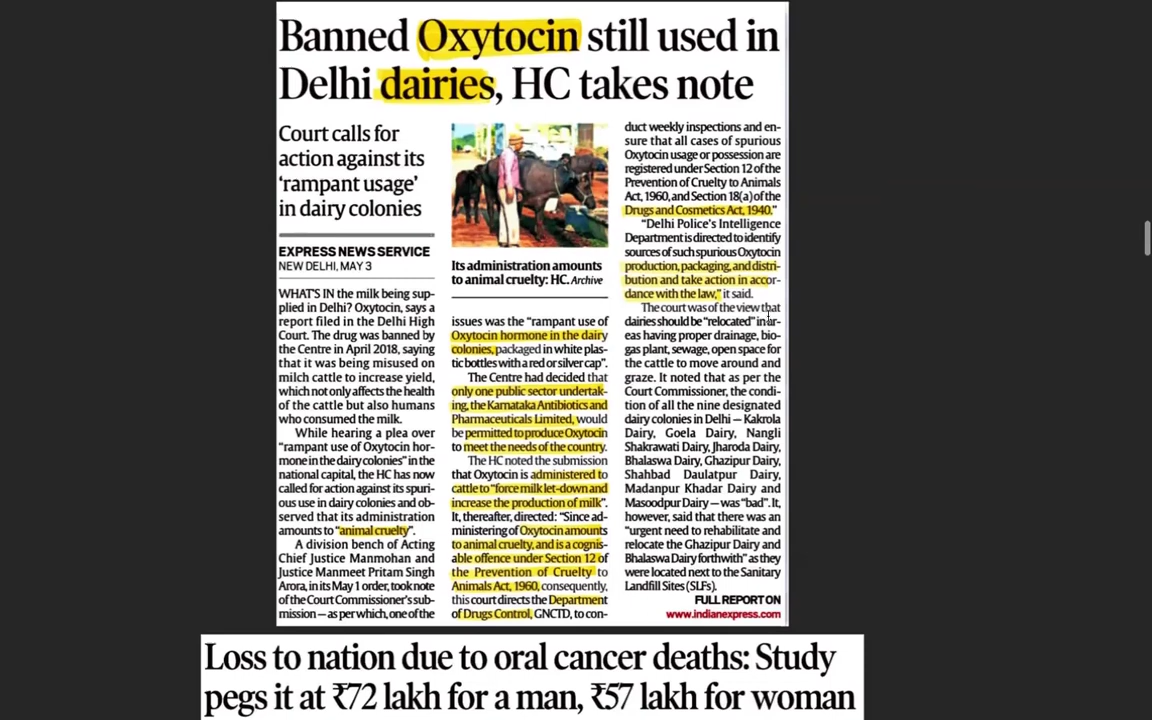 Banned Oxytocin still used in
Delhi dairies, HC takes note
Court calls for
action against its
‘rampant usage’
in dairy colonies
EXPRESS NEWS SERVICE
NEW DELHI, MAY 3
WHAT'S IN the milk being sup-
plied in Delhi? Oxytocin, says a
report filed in the Delhi High
Court. The drug was banned by
the Centre in April 2018, saying
that it was being misused on
milch cattle to increase yield,
which not only affects the health
of the cattle but also humans
who consumed the milk.
While hearing a plea over
“rampant use of Oxytocin hor-
mone in the dairy colonies” in the
national capital, the HC has now
called for action against its spuri-
ous use in dairy colonies and ob-
served that its administration
amounts to “animal cruelty”.
A division bench of Acting
Chief Justice Manmohan and
Justice Manmeet Pritam Singh
Arora, in its May 1 order, took note
of the Court Commissioner's sub-
mission — as per which, one of the
Its administration amounts
to animal cruelty: HC. Archive
issues was the “rampant use of
Oxytocin hormone in the dairy
colonies, packaged in white plas-
tic bottles with a red or silver cap”.
The Centre had decided that
only one public sector undertak-
ing, the Karnataka Antibiotics and
Pharmaceuticals Limited, would
be permitted to produce Oxytocin
to meet the needs of the country.
The HC noted the submission
that Oxytocin is administered to
cattle to “force milk let-down and
increase the production of milk”.
It, thereafter, directed: “Since ad-
ministering of Oxytocin amounts
to animal cruelty, and is a cognis-
able offence under Section 12 of
the Prevention of Cruelty to
Animals Act, 1960, consequently,
this court directs the Department
of Drugs Control, GNCTD, to con-
duct weekly inspections and en-
sure that all cases of spurious
Oxytocin usage or possession are
registered under Section 12 of the
Prevention of Cruelty to Animals
Act, 1960, and Section 18(a) of the
Drugs and Cosmetics Act, 1940.”
“Delhi Police's Intelligence
Department is directed to identify
sources of such spurious Oxytocin
production, packaging, and distri-
bution and take action in accor-
dance with the law,” it said.
The court was of the view that
dairies should be “relocated” in ar-
eas having proper drainage, bio-
gas plant, sewage, open space for
the cattle to move around and
graze. It noted that as per the
Court Commissioner, the condi-
tion of all the nine designated
dairy colonies in Delhi — Kakrola
Dairy, Goela Dairy, Nangli
Shakrawati Dairy, Jharoda Dairy,
Bhalaswa Dairy, Ghazipur Dairy,
Shahbad Daulatpur Dairy,
Madanpur Khadar Dairy and
Masoodpur Dairy — was “bad”. It,
however, said that there was an
“urgent need to rehabilitate and
relocate the Ghazipur Dairy and
Bhalaswa Dairy forthwith” as they
were located next to the Sanitary
Landfill Sites (SLFs).
FULL REPORT ON
www.indianexpress.com
Loss to nation due to oral cancer deaths: Study
pegs it at ₹72 lakh for a man, ₹57 lakh for woman